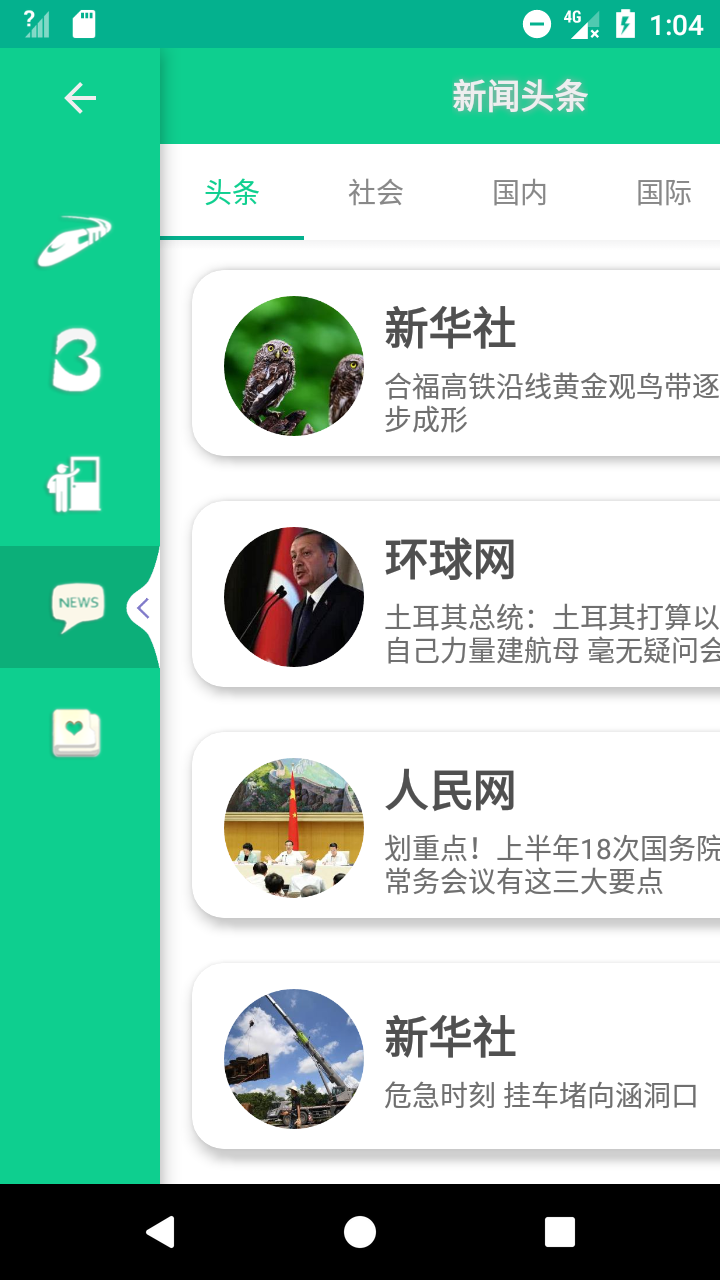 ?
4G
1:04
新闻头条
头条
社会
国内
国际
新华社
合福高铁沿线黄金观鸟带逐
步成形
NEWS
环球网
土耳其总统：土耳其打算以
自己力量建航母 毫无疑问会
人民网
划重点！上半年18次国务院
常务会议有这三大要点
新华社
危急时刻 挂车堵向涵洞口